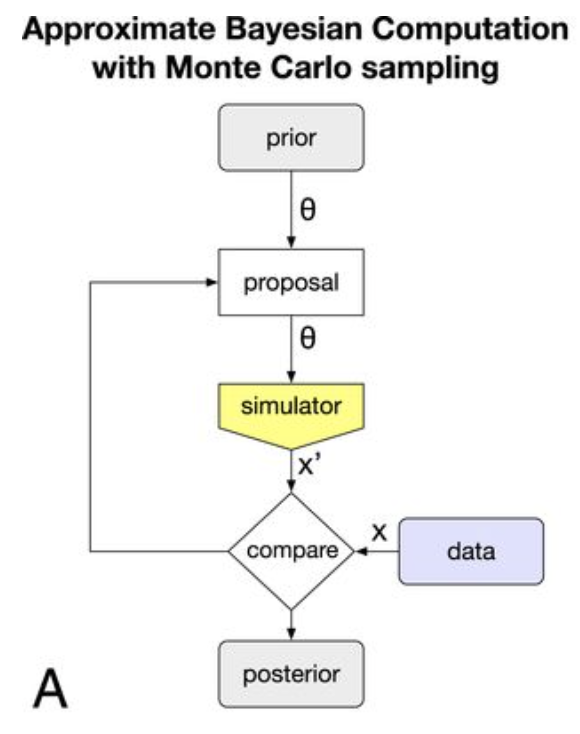 Approximate Bayesian Computation
with Monte Carlo sampling
prior
θ
proposal
θ
simulator
x’
compare
x
data
posterior
A